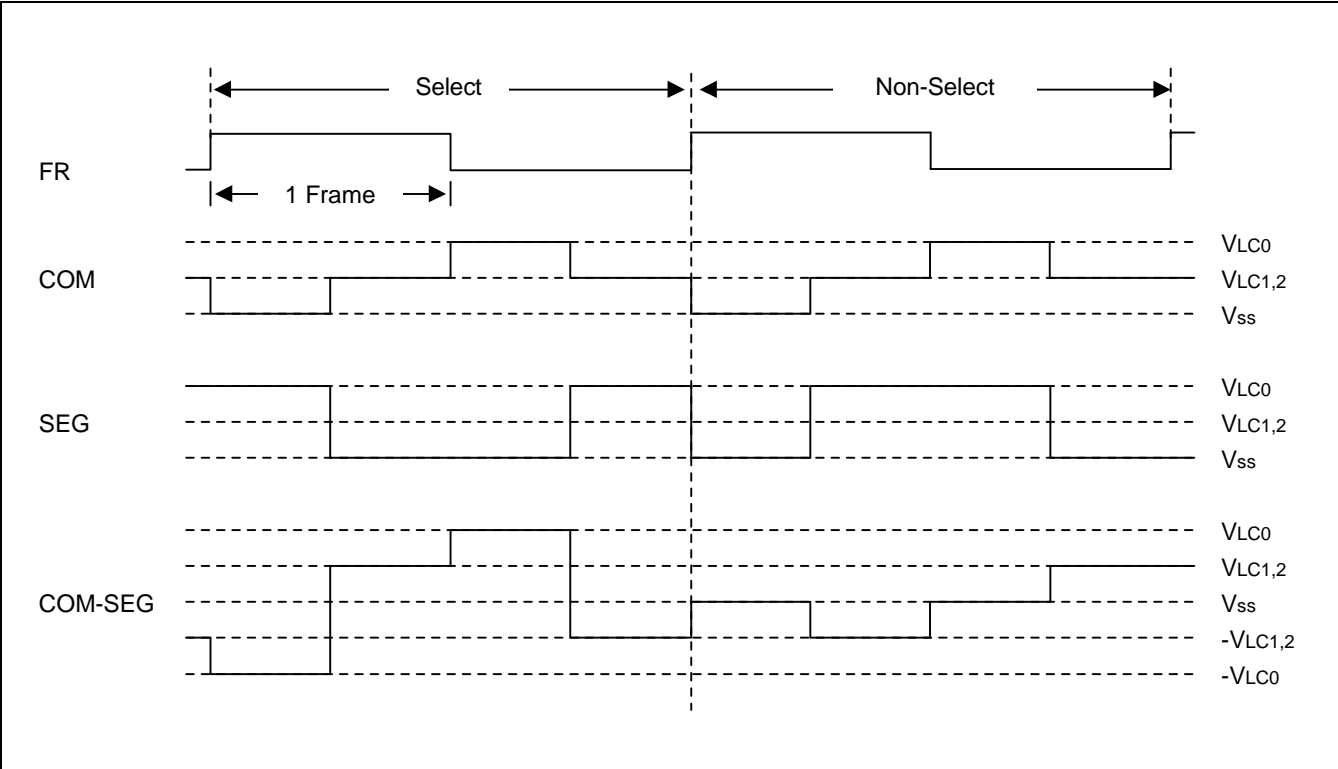 Select
Non-Select
FR
1 Frame
COM
VLC0
VLC1,2
Vss
SEG
VLC0
VLC1,2
Vss
COM-SEG
VLC0
VLC1,2
Vss
-VLC1,2
-VLC0